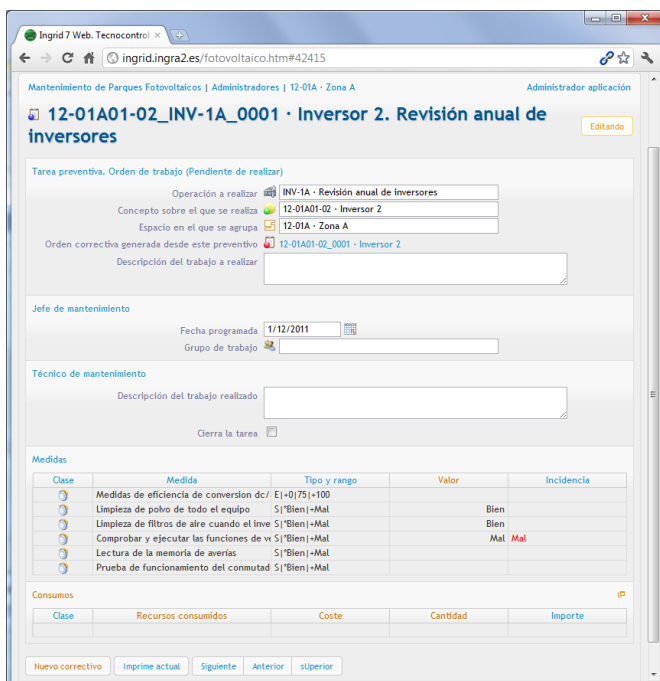 Ingrid 7 Web. Tecnocontrol
ingrid.ingra2.es/fotovoltaico.htm#42415
Mantenimiento de Parques Fotovoltaicos | Administradores | 12-01A · Zona A
Administrador aplicación
12-01A01-02_INV-1A_0001 · Inversor 2. Revisión anual de
inversores
Editando
Tarea preventiva. Orden de trabajo (Pendiente de realizar)
Operación a realizar INV-1A · Revisión anual de inversores
Concepto sobre el que se realiza 12-01A01-02 · Inversor 2
Espacio en el que se agrupa 12-01A · Zona A
Orden correctiva generada desde este preventivo 12-01A01-02_0001 · Inversor 2
Descripción del trabajo a realizar
Jefe de mantenimiento
Fecha programada 1/12/2011
Grupo de trabajo
Técnico de mantenimiento
Descripción del trabajo realizado
Cierra la tarea
Medidas
Clase Medida Tipo y rango Valor Incidencia
Medidas de eficiencia de conversion dc/ E|+0|75|+100
Limpieza de polvo de todo el equipo S|*Bien|+Mal Bien
Limpieza de filtros de aire cuando el inve S|*Bien|+Mal Bien
Comprobar y ejecutar las funciones de ve S|*Bien|+Mal Mal Mal
Lectura de la memoria de averías S|*Bien|+Mal
Prueba de funcionamiento del conmutad S|*Bien|+Mal
Consumos
Clase Recursos consumidos Coste Cantidad Importe
Nuevo correctivo Imprime actual Siguiente Anterior sUperior